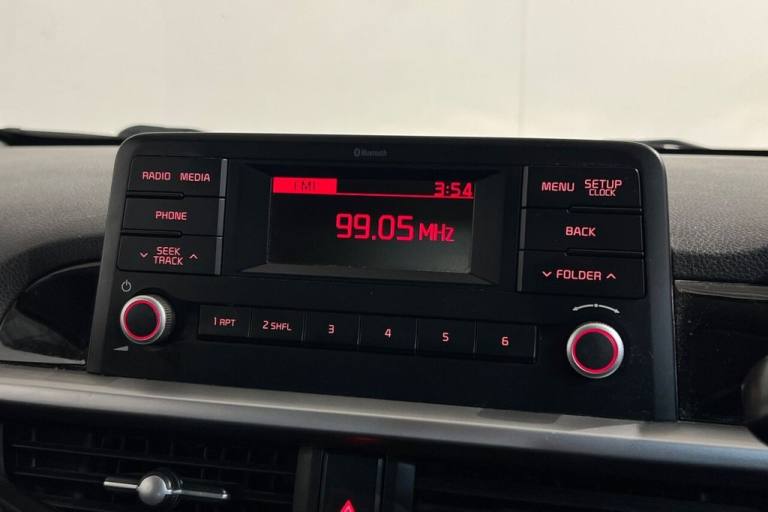 Bluetooth
RADIO MEDIA
PHONE
SEEK
TRACK
FM1
3:54
99.05 MHz
MENU SETUP
CLOCK
BACK
FOLDER
1 RPT
2 SHFL
3
4
5
6